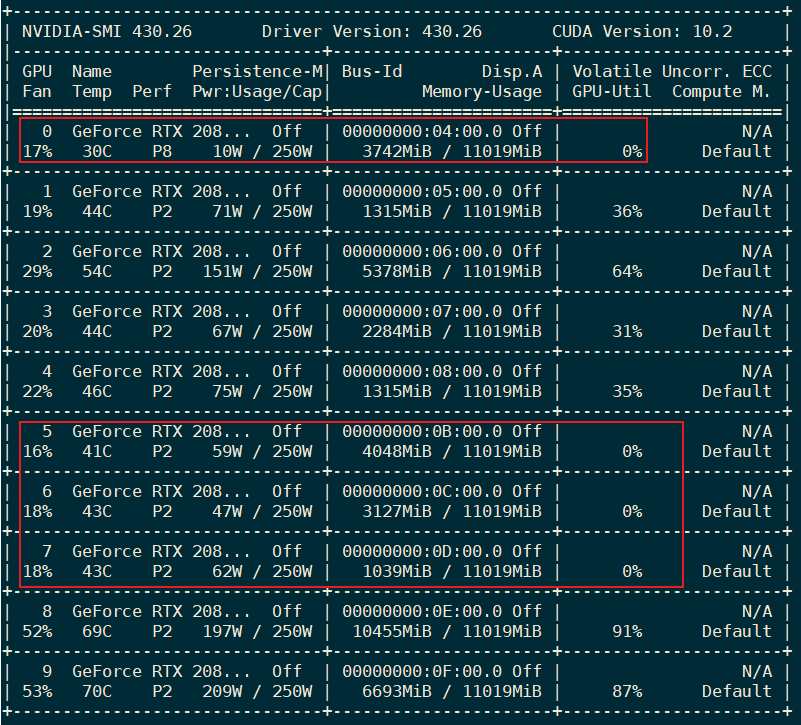 +-----------------------------------------------------------------------------+
| NVIDIA-SMI 430.26       Driver Version: 430.26       CUDA Version: 10.2     |
|-------------------------------+----------------------+----------------------+
| GPU  Name        Persistence-M| Bus-Id        Disp.A | Volatile Uncorr. ECC |
| Fan  Temp  Perf  Pwr:Usage/Cap|         Memory-Usage | GPU-Util  Compute M. |
|===============================+======================+======================|
|   0  GeForce RTX 208...  Off  | 00000000:04:00.0 Off |                  N/A |
| 17%   30C    P8    10W / 250W |   3742MiB / 11019MiB |      0%      Default |
+-------------------------------+----------------------+----------------------+
|   1  GeForce RTX 208...  Off  | 00000000:05:00.0 Off |                  N/A |
| 19%   44C    P2    71W / 250W |   1315MiB / 11019MiB |     36%      Default |
+-------------------------------+----------------------+----------------------+
|   2  GeForce RTX 208...  Off  | 00000000:06:00.0 Off |                  N/A |
| 29%   54C    P2   151W / 250W |   5378MiB / 11019MiB |     64%      Default |
+-------------------------------+----------------------+----------------------+
|   3  GeForce RTX 208...  Off  | 00000000:07:00.0 Off |                  N/A |
| 20%   44C    P2    67W / 250W |   2284MiB / 11019MiB |     31%      Default |
+-------------------------------+----------------------+----------------------+
|   4  GeForce RTX 208...  Off  | 00000000:08:00.0 Off |                  N/A |
| 22%   46C    P2    75W / 250W |   1315MiB / 11019MiB |     35%      Default |
+-------------------------------+----------------------+----------------------+
|   5  GeForce RTX 208...  Off  | 00000000:0B:00.0 Off |                  N/A |
| 16%   41C    P2    59W / 250W |   4048MiB / 11019MiB |      0%      Default |
+-------------------------------+----------------------+----------------------+
|   6  GeForce RTX 208...  Off  | 00000000:0C:00.0 Off |                  N/A |
| 18%   43C    P2    47W / 250W |   3127MiB / 11019MiB |      0%      Default |
+-------------------------------+----------------------+----------------------+
|   7  GeForce RTX 208...  Off  | 00000000:0D:00.0 Off |                  N/A |
| 18%   43C    P2    62W / 250W |   1039MiB / 11019MiB |      0%      Default |
+-------------------------------+----------------------+----------------------+
|   8  GeForce RTX 208...  Off  | 00000000:0E:00.0 Off |                  N/A |
| 52%   69C    P2   197W / 250W |  10455MiB / 11019MiB |     91%      Default |
+-------------------------------+----------------------+----------------------+
|   9  GeForce RTX 208...  Off  | 00000000:0F:00.0 Off |                  N/A |
| 53%   70C    P2   209W / 250W |   6693MiB / 11019MiB |     87%      Default |
+-------------------------------+----------------------+----------------------+